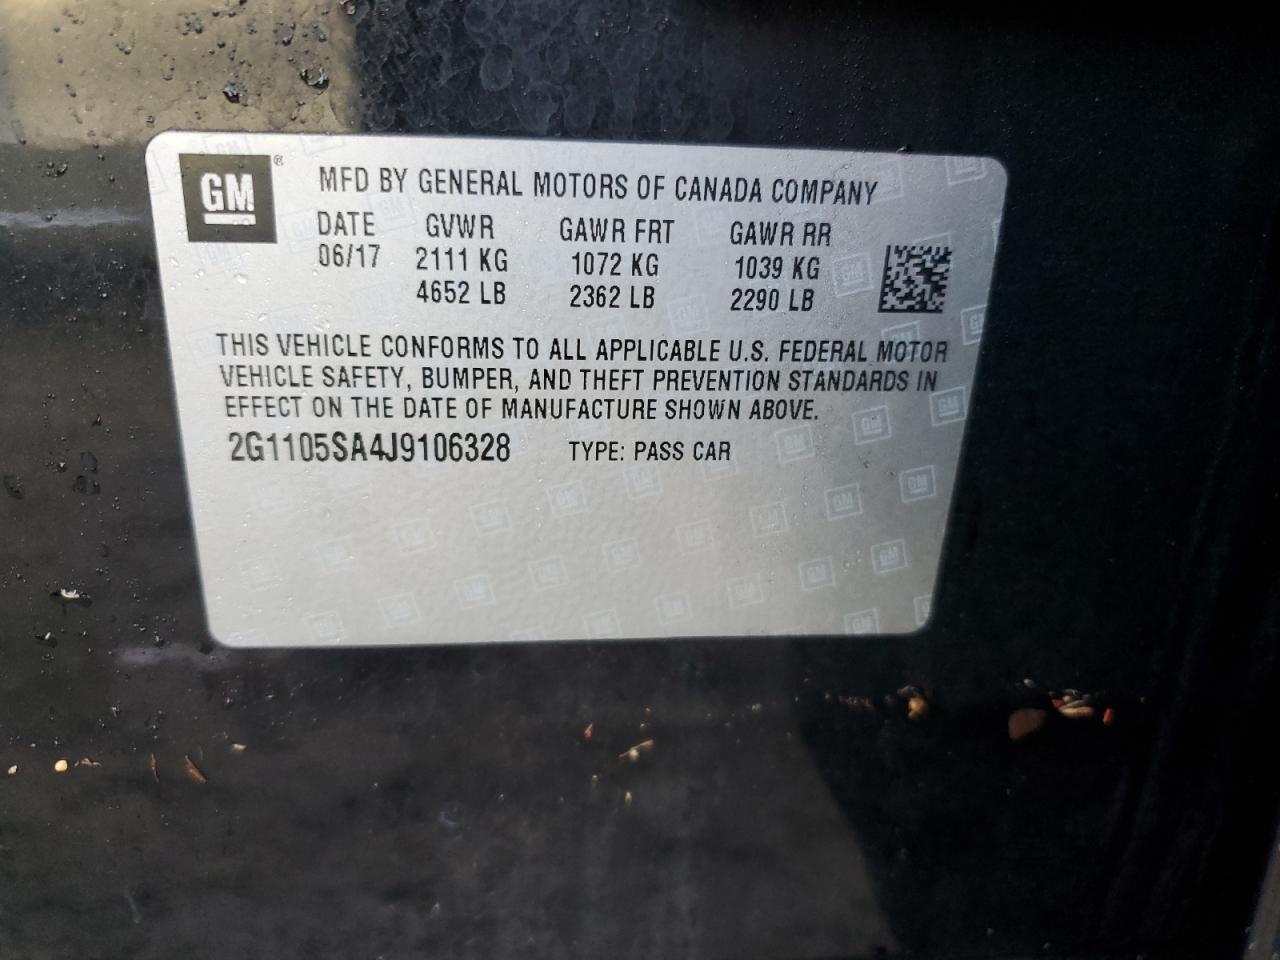 GM ®
MFD BY GENERAL MOTORS OF CANADA COMPANY
DATE GVWR GAWR FRT GAWR RR
06/17 2111 KG 1072 KG 1039 KG
4652 LB 2362 LB 2290 LB
THIS VEHICLE CONFORMS TO ALL APPLICABLE U.S. FEDERAL MOTOR
VEHICLE SAFETY, BUMPER, AND THEFT PREVENTION STANDARDS IN
EFFECT ON THE DATE OF MANUFACTURE SHOWN ABOVE.
2G1105SA4J9106328 TYPE: PASS CAR